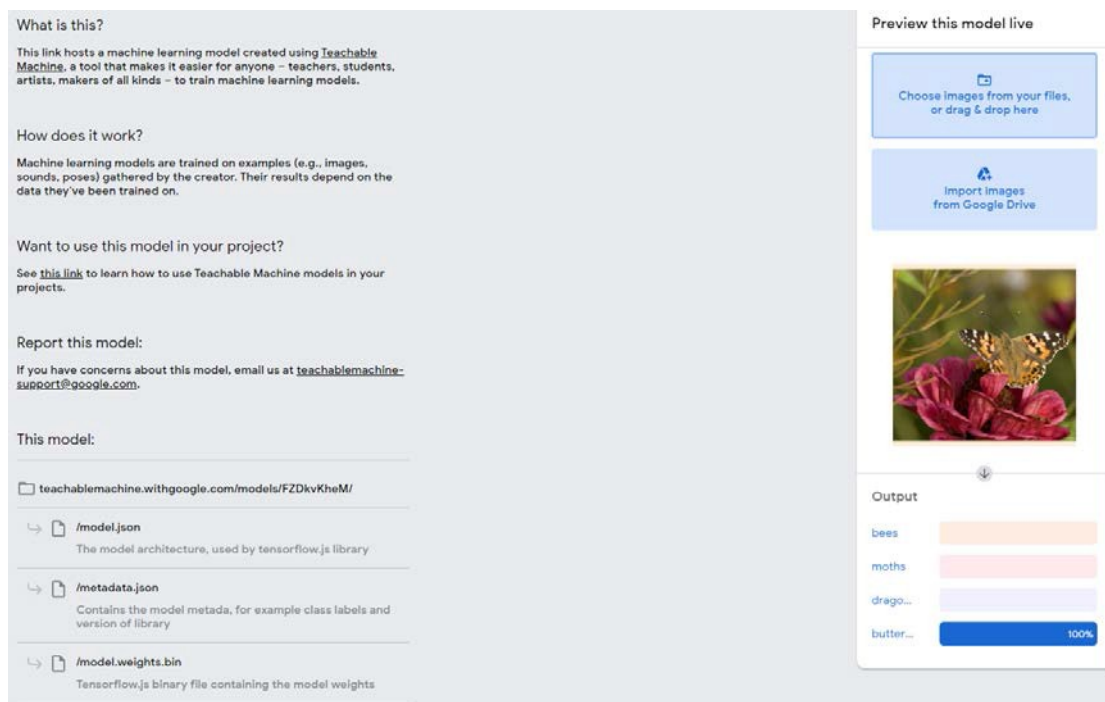 What is this?
This link hosts a machine learning model created using Teachable
Machine, a tool that makes it easier for anyone – teachers, students,
artists, makers of all kinds – to train machine learning models.
How does it work?
Machine learning models are trained on examples (e.g., images,
sounds, poses) gathered by the creator. Their results depend on the
data they've been trained on.
Want to use this model in your project?
See this link to learn how to use Teachable Machine models in your
projects.
Report this model:
If you have concerns about this model, email us at teachablemachine-
support@google.com.
This model:
teachablemachine.withgoogle.com/models/FZDkvKheM/
/model.json
The model architecture, used by tensorflow.js library
/metadata.json
Contains the model metada, for example class labels and
version of library
/model.weights.bin
Tensorflow.js binary file containing the model weights
Preview this model live
Choose images from your files,
or drag & drop here
Import images
from Google Drive
Output
bees
moths
drago...
butter... 100%